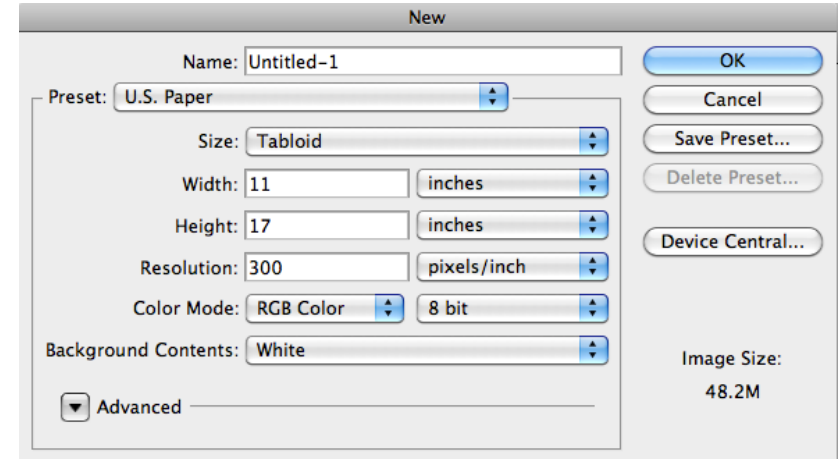 New
Name: Untitled-1
OK
Preset: U.S. Paper
Cancel
Size: Tabloid
Save Preset...
Width: 11 inches
Delete Preset...
Height: 17 inches
Device Central...
Resolution: 300 pixels/inch
Color Mode: RGB Color 8 bit
Background Contents: White
Image Size:
48.2M
Advanced